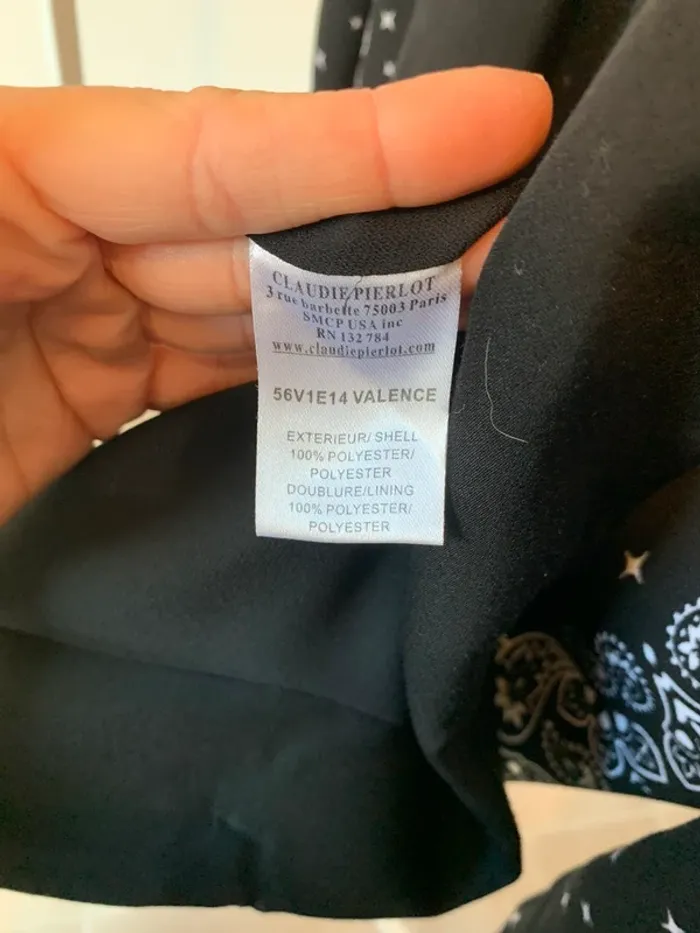 CLAUDIE PIERLOT
3 rue barbette 75003 Paris
SMCP USA inc
RN 132 784
www.claudiepierlot.com
56V1E14 VALENCE
EXTERIEUR/ SHELL
100% POLYESTER/
POLYESTER
DOUBLURE/LINING
100% POLYESTER/
POLYESTER